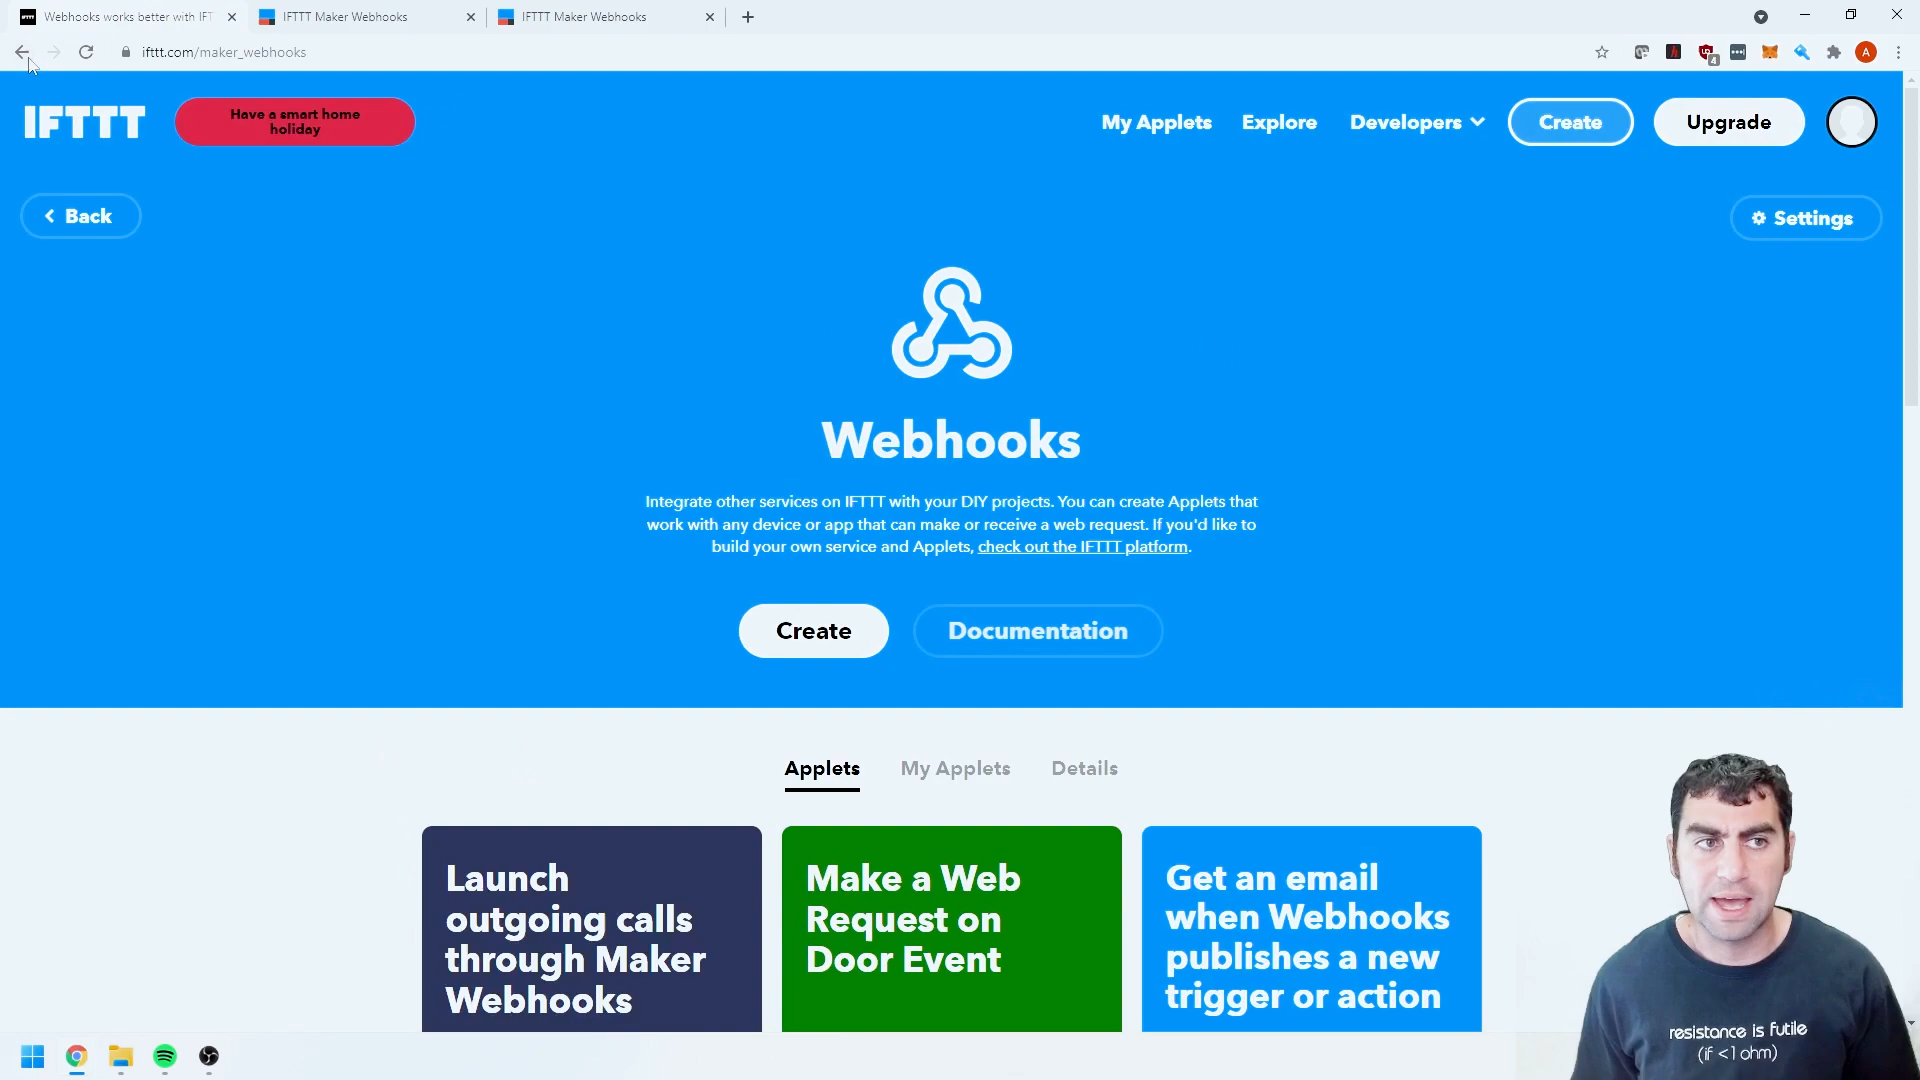 Webhooks works better with IFT
IFTTT Maker Webhooks
IFTTT Maker Webhooks
ifttt.com/maker_webhooks
4
A
IFTTT
Have a smart home
holiday
My Applets
Explore
Developers
Create
Upgrade
Back
Settings
Webhooks
Integrate other services on IFTTT with your DIY projects. You can create Applets that
work with any device or app that can make or receive a web request. If you'd like to
build your own service and Applets, check out the IFTTT platform.
Create
Documentation
Applets
My Applets
Details
Launch
outgoing calls
through Maker
Webhooks
Make a Web
Request on
Door Event
Get an email
when Webhooks
publishes a new
trigger or action
resistance is futile
(if <1 ohm)